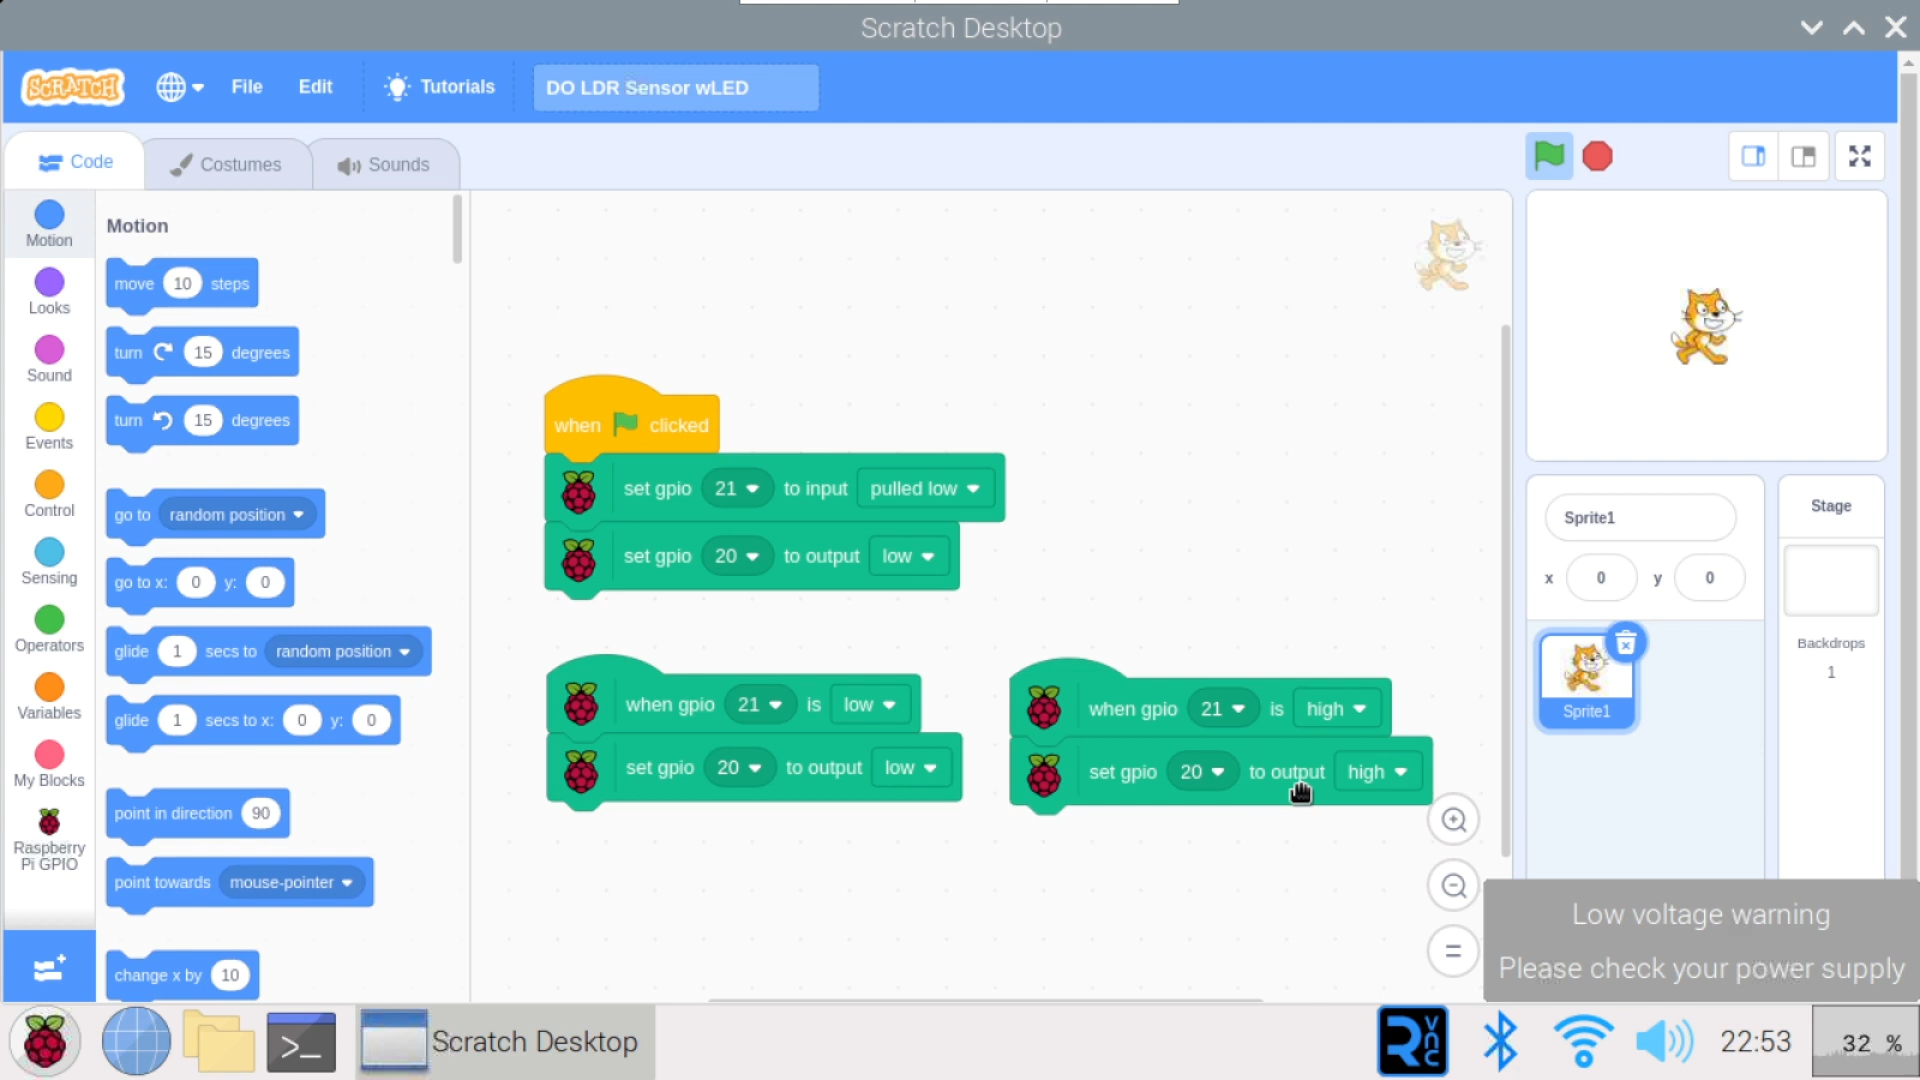 Scratch Desktop
SCRATCH
File
Edit
Tutorials
DO LDR Sensor wLED
Code
Costumes
Sounds
Motion
Looks
Sound
Events
Control
Sensing
Operators
Variables
My Blocks
Raspberry
Pi GPIO
Motion
move 10 steps
turn 15 degrees
turn 15 degrees
go to random position
go to x: 0 y: 0
glide 1 secs to random position
glide 1 secs to x: 0 y: 0
point in direction 90
point towards mouse-pointer
change x by 10
when clicked
set gpio 21 to input pulled low
set gpio 20 to output low
when gpio 21 is low
set gpio 20 to output low
when gpio 21 is high
set gpio 20 to output high
Sprite1
x 0 y 0
Sprite1
Stage
Backdrops
1
Low voltage warning
Please check your power supply
Scratch Desktop
VNC
22:53
32 %